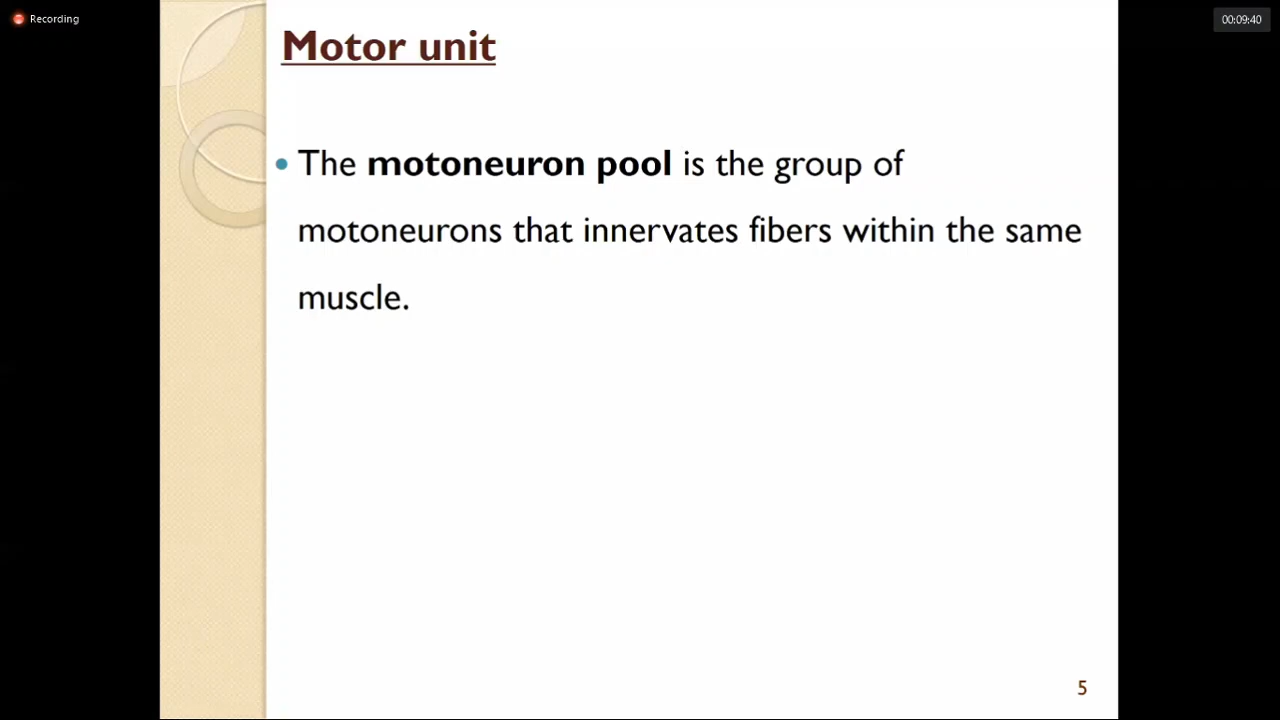 Recording
00:09:40
Motor unit
• The motoneuron pool is the group of
motoneurons that innervates fibers within the same
muscle.
5